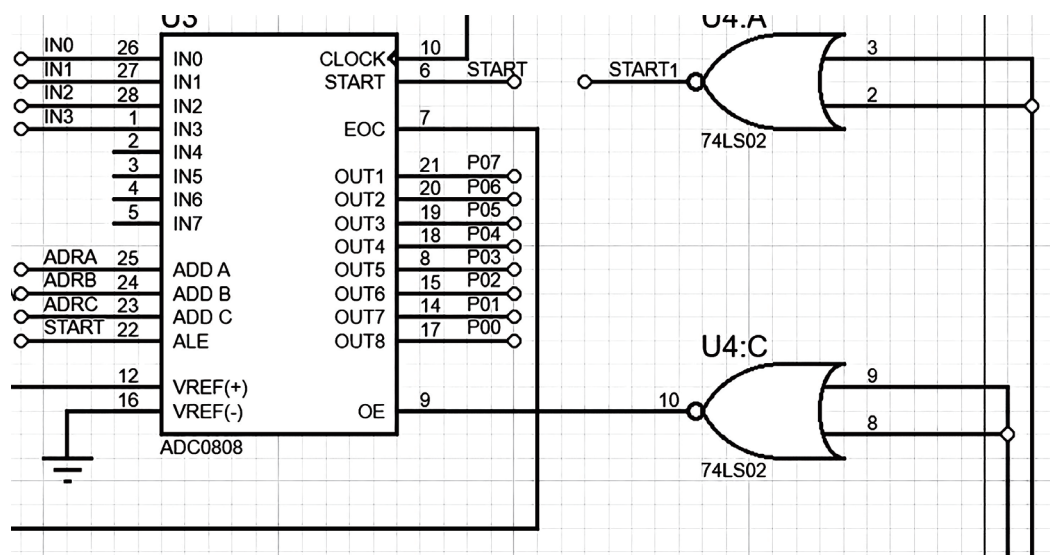 U3
IN0 26 IN0
IN1 27 IN1
IN2 28 IN2
IN3 1 IN3
2 IN4
3 IN5
4 IN6
5 IN7
ADRA 25 ADD A
ADRB 24 ADD B
ADRC 23 ADD C
START 22 ALE
12 VREF(+)
16 VREF(-)
CLOCK 10
START 6 START
EOC 7
OUT1 21 P07
OUT2 20 P06
OUT3 19 P05
OUT4 18 P04
OUT5 8 P03
OUT6 15 P02
OUT7 14 P01
OUT8 17 P00
OE 9
ADC0808
U4:A
START1
3
2
74LS02
U4:C
10
9
8
74LS02